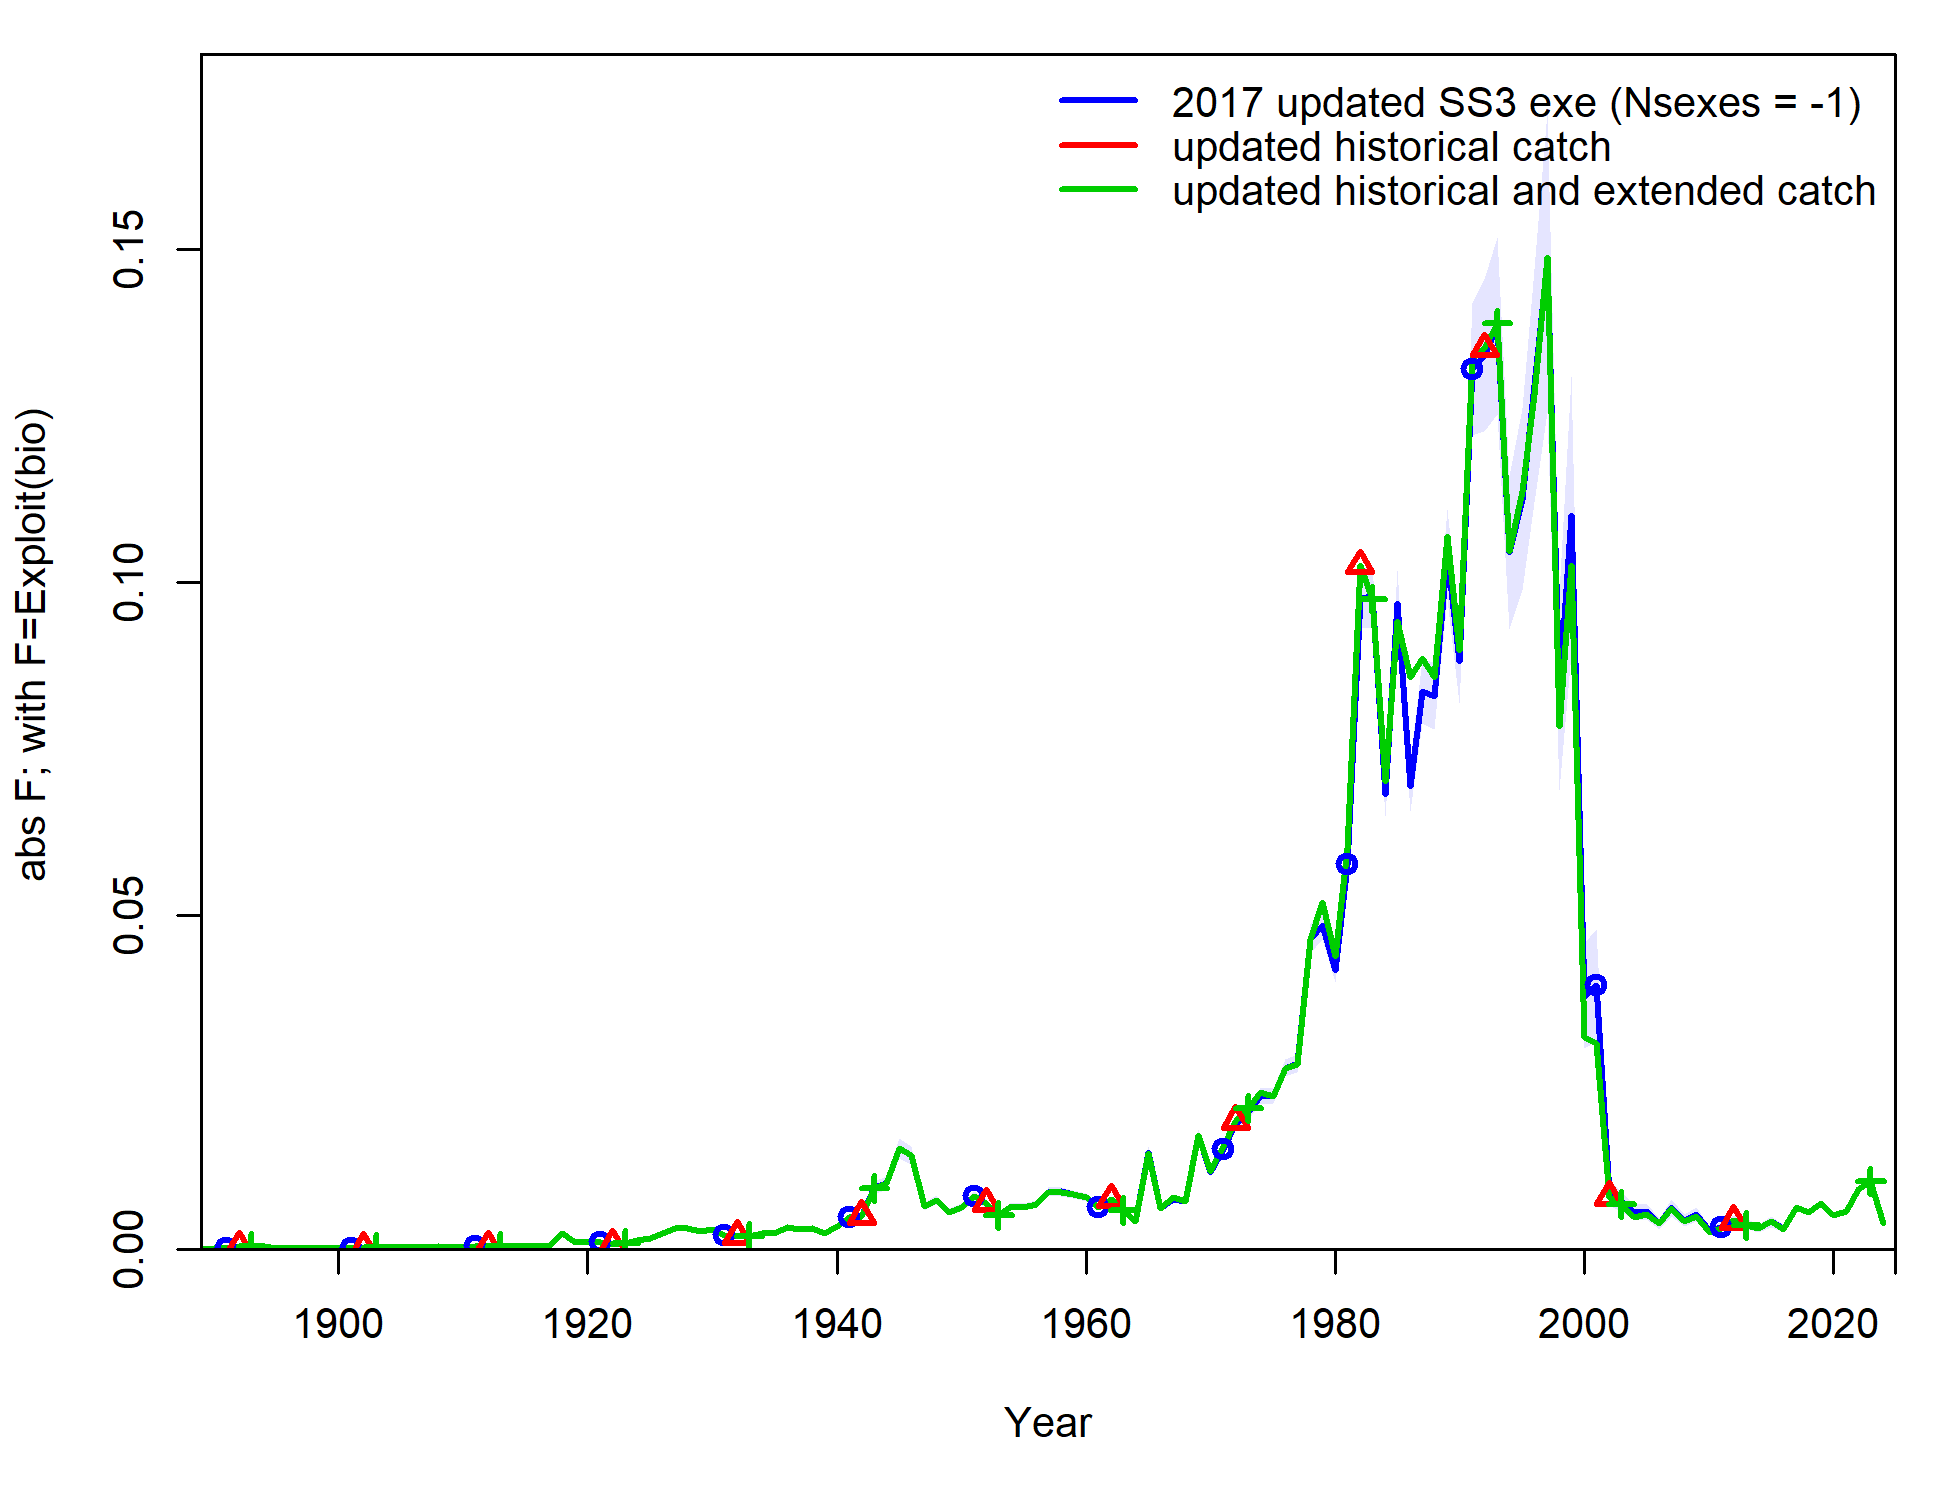 2017 updated SS3 exe (Nsexes = -1)
updated historical catch
updated historical and extended catch
abs F; with F=Exploit(bio)
0.15
0.10
0.05
0.00
1900 1920 1940 1960 1980 2000 2020
Year